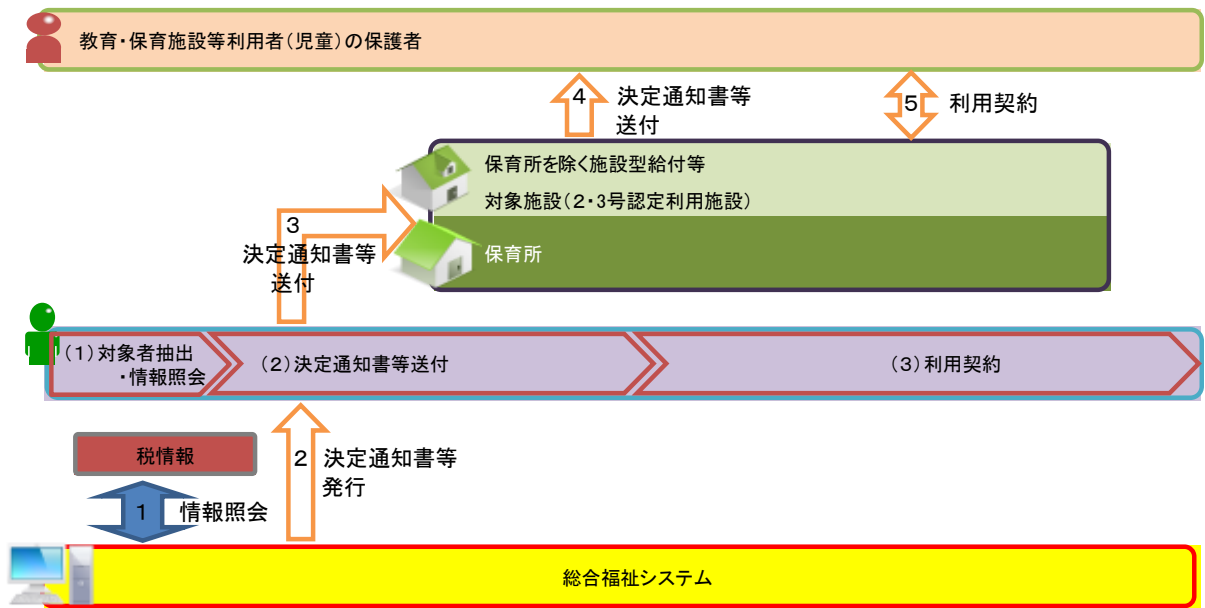 教育・保育施設等利用者(児童)の保護者
4
決定通知書等
送付
5
利用契約
保育所を除く施設型給付等
対象施設(2・3号認定利用施設)
保育所
3
決定通知書等
送付
(1)対象者抽出
・情報照会
(2)決定通知書等送付
(3)利用契約
税情報
1
情報照会
2
決定通知書等
発行
総合福祉システム